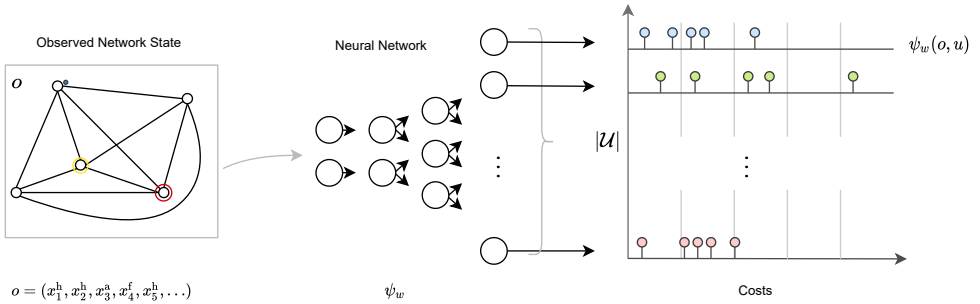 Observed Network State
Neural Network
o
|𝒰|
ψ_w(o, u)
⋮
⋮
o = (x_1^h, x_2^h, x_3^a, x_4^f, x_5^h, …)
ψ_w
Costs